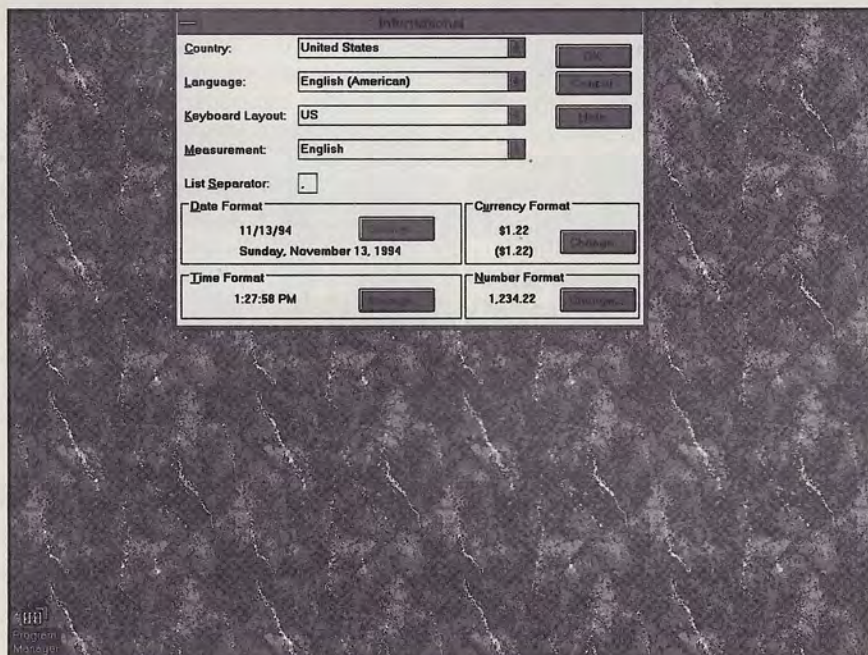 International
Country: United States
OK
Language: English (American)
Cancel
Keyboard Layout: US
Help
Measurement: English
List Separator: ,
Date Format
11/13/94
Change...
Sunday, November 13, 1994
Currency Format
$1.22
($1.22)
Change...
Time Format
1:27:58 PM
Change...
Number Format
1,234.22
Change...
Program
Manager